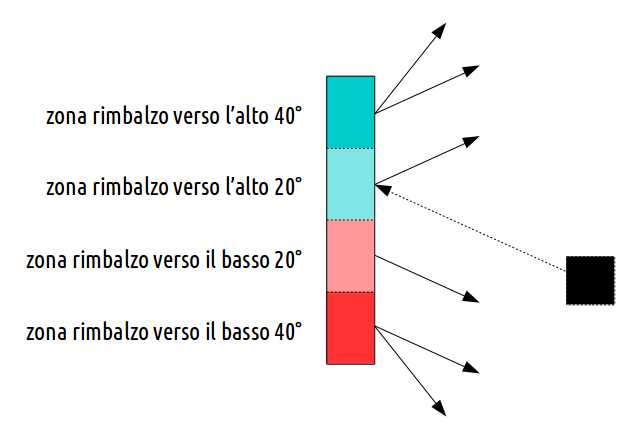 zona rimbalzo verso l’alto 40°
zona rimbalzo verso l’alto 20°
zona rimbalzo verso il basso 20°
zona rimbalzo verso il basso 40°